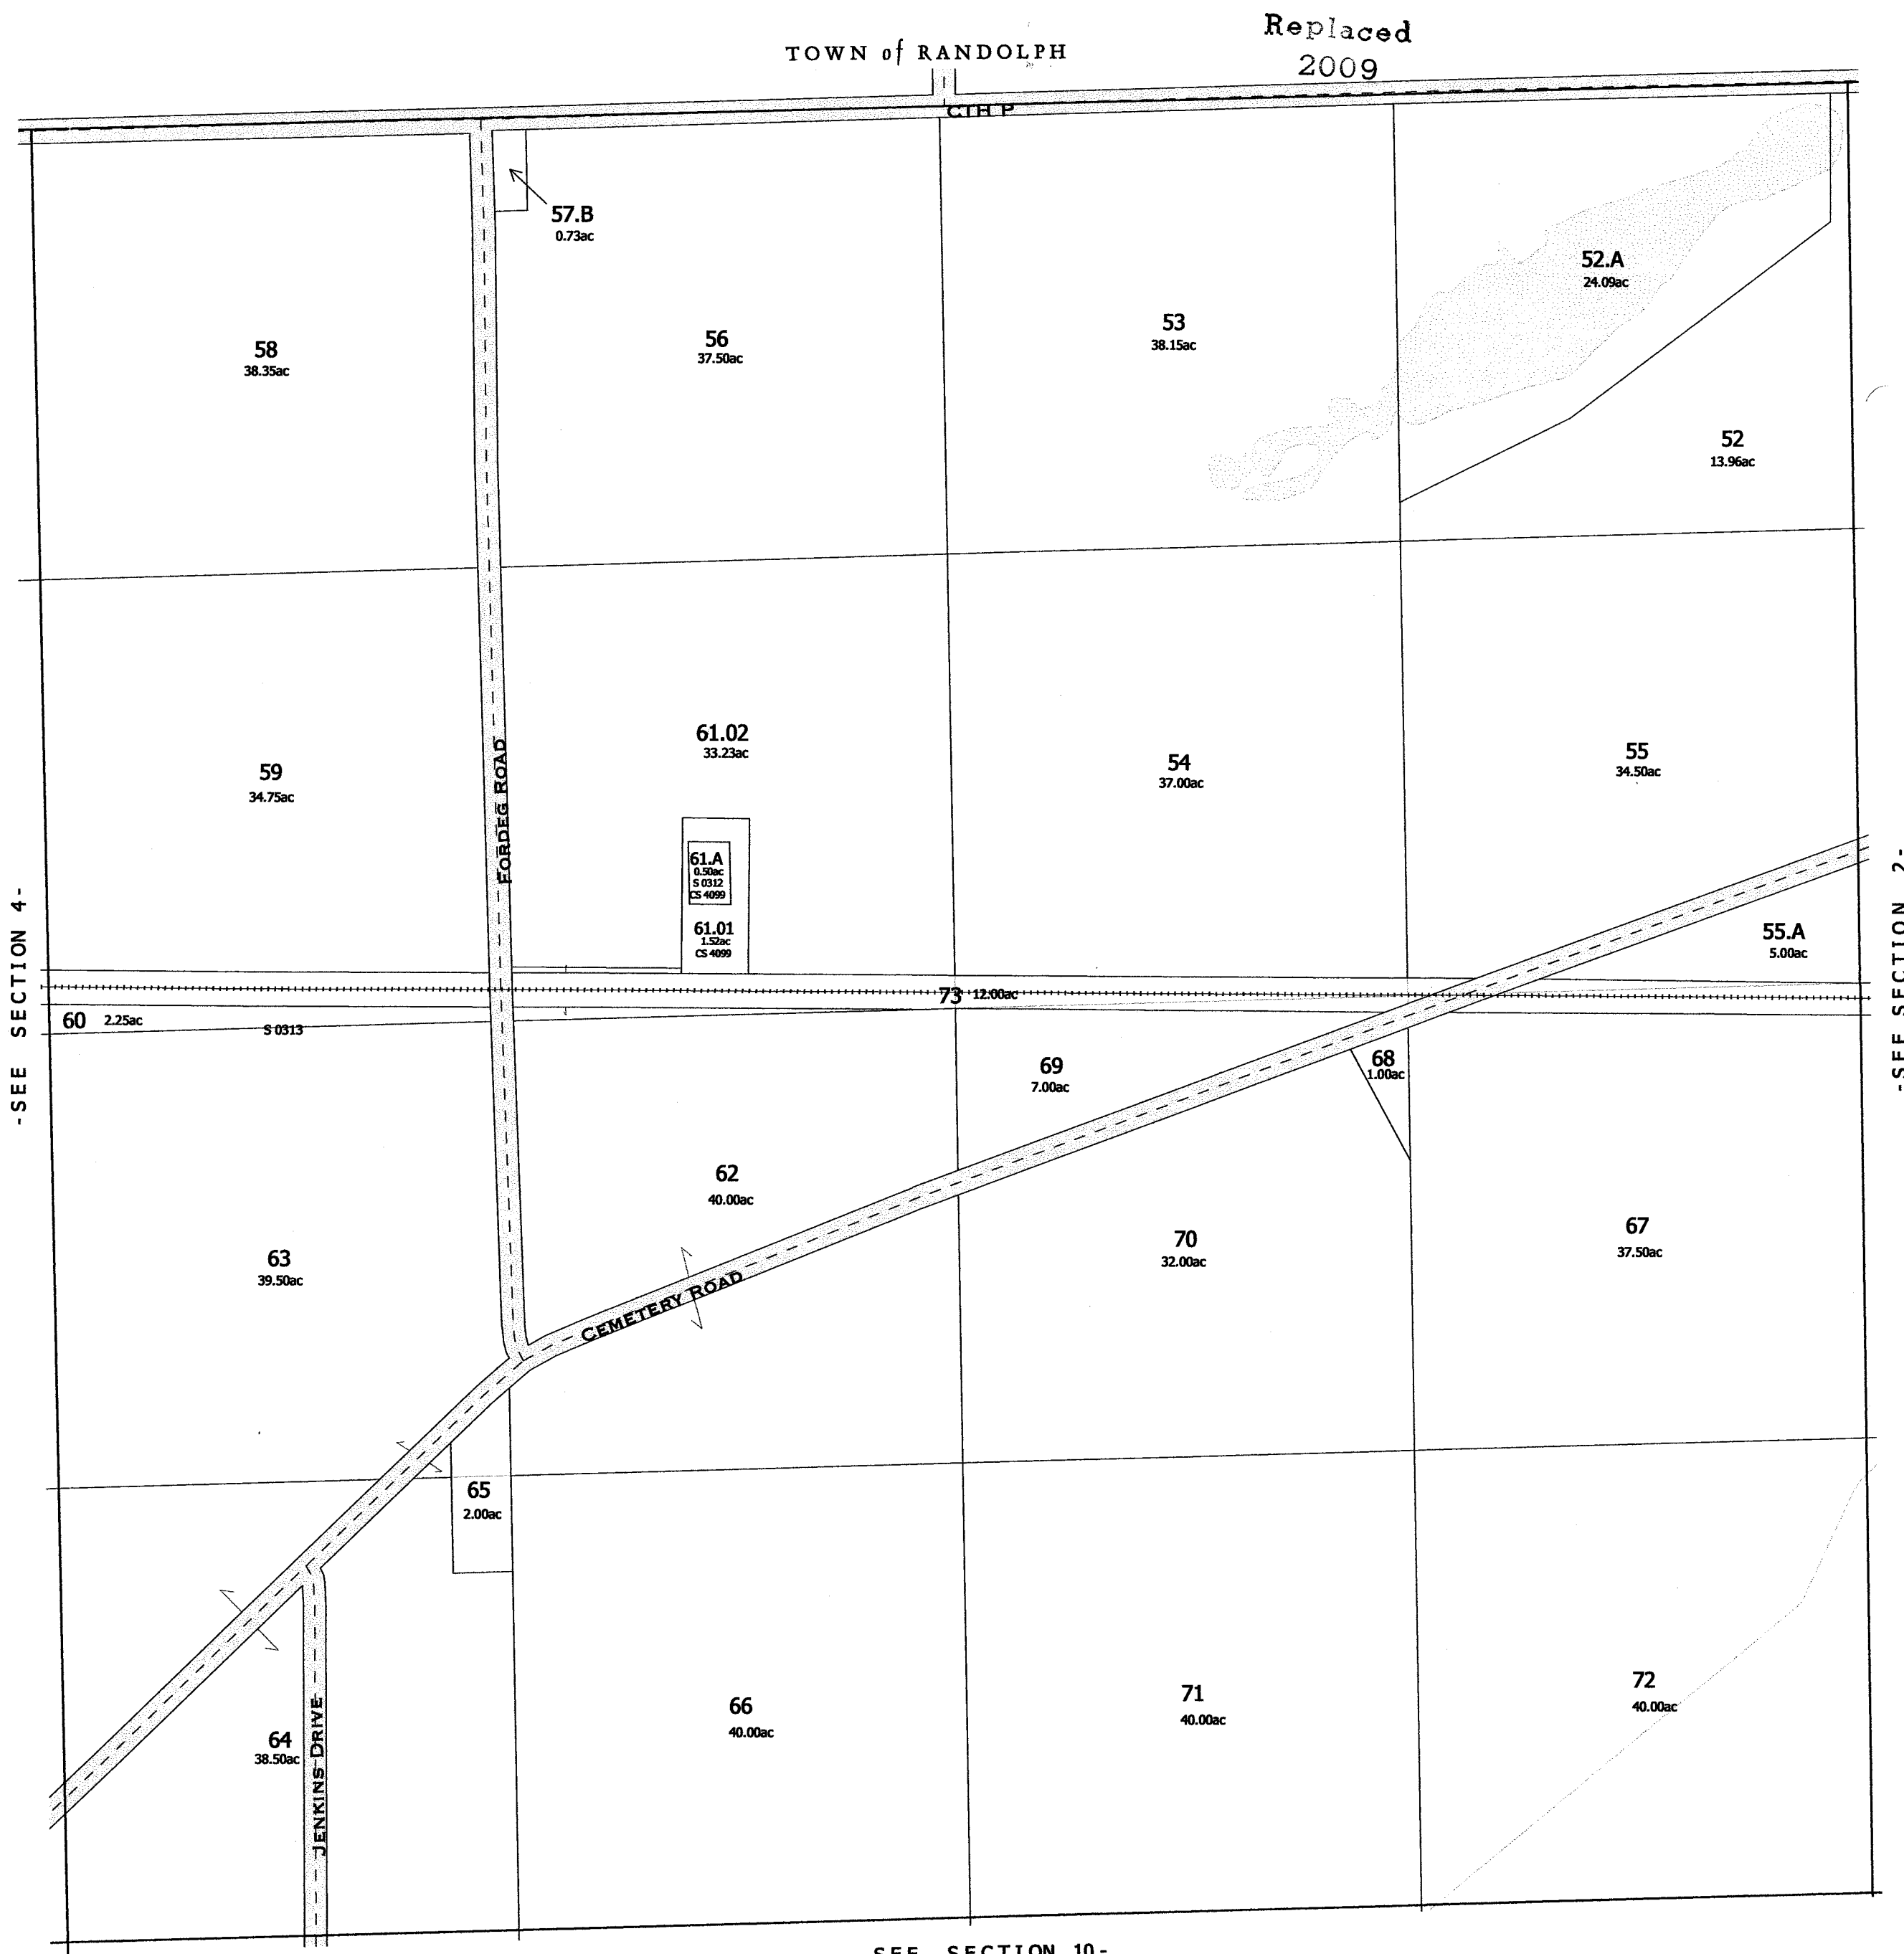 Replaced
2009
TOWN of RANDOLPH
CTH P
57.B
0.73ac
52.A
24.09ac
58
38.35ac
56
37.50ac
53
38.15ac
52
13.96ac
59
34.75ac
FORDEG ROAD
61.02
33.23ac
54
37.00ac
55
34.50ac
61.A
0.50ac
S 0312
CS 4099
61.01
1.52ac
CS 4099
55.A
5.00ac
-SEE SECTION 4-
-SEE SECTION 2-
73 12.00ac
60 2.25ac
S 0313
69
7.00ac
68
1.00ac
62
40.00ac
63
39.50ac
70
32.00ac
67
37.50ac
CEMETERY ROAD
65
2.00ac
64
38.50ac
JENKINS DRIVE
66
40.00ac
71
40.00ac
72
40.00ac
SEE SECTION 10-